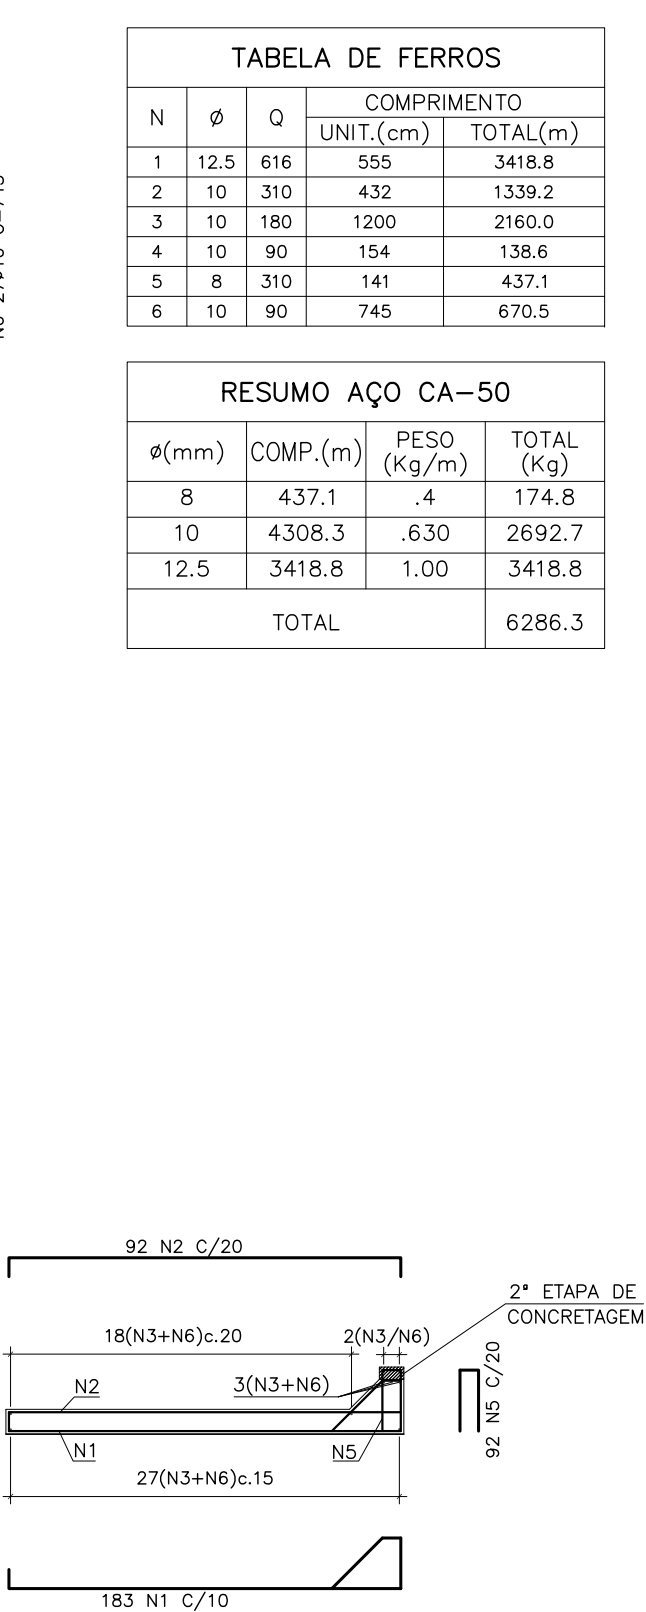 TABELA DE FERROS
N Ø Q COMPRIMENTO
UNIT.(cm) TOTAL(m)
1 12.5 616 555 3418.8
2 10 310 432 1339.2
3 10 180 1200 2160.0
4 10 90 154 138.6
5 8 310 141 437.1
6 10 90 745 670.5
RESUMO AÇO CA-50
ø(mm) COMP.(m) PESO (Kg/m) TOTAL (Kg)
8 437.1 .4 174.8
10 4308.3 .630 2692.7
12.5 3418.8 1.00 3418.8
TOTAL 6286.3
92 N2 C/20
2ª ETAPA DE
CONCRETAGEM
18(N3+N6)c.20
2(N3/N6)
3(N3+N6)
N2
N1
N5
92 N5 C/20
27(N3+N6)c.15
183 N1 C/10